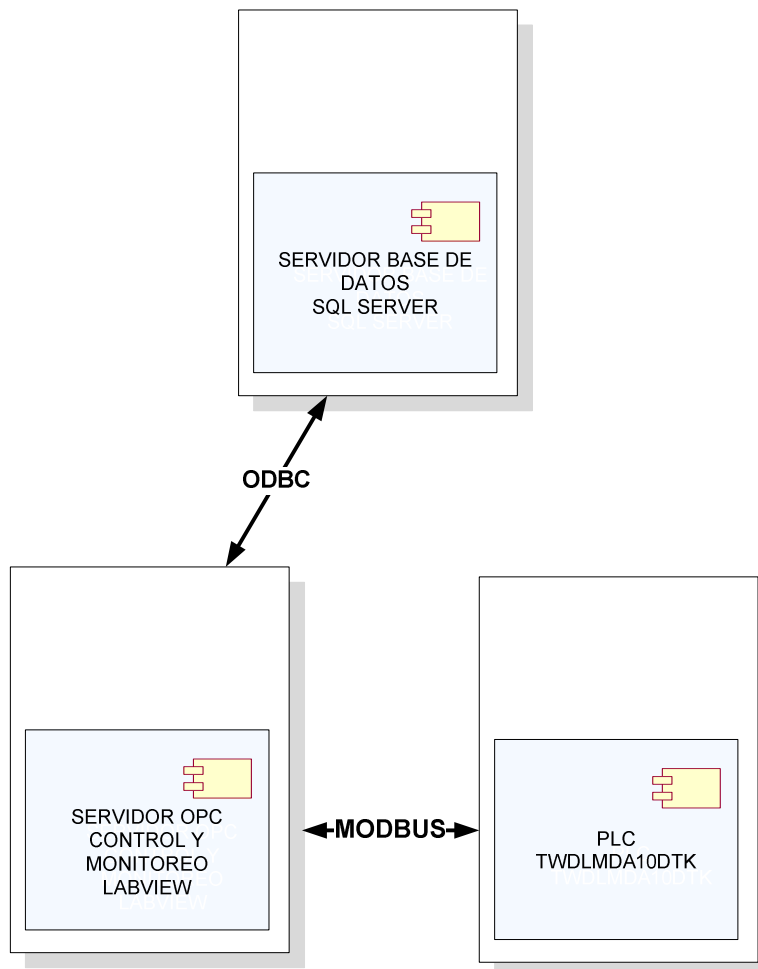 SERVIDOR BASE DE
DATOS
SQL SERVER
ODBC
SERVIDOR OPC
CONTROL Y
MONITOREO
LABVIEW
MODBUS
PLC
TWDLMDA10DTK